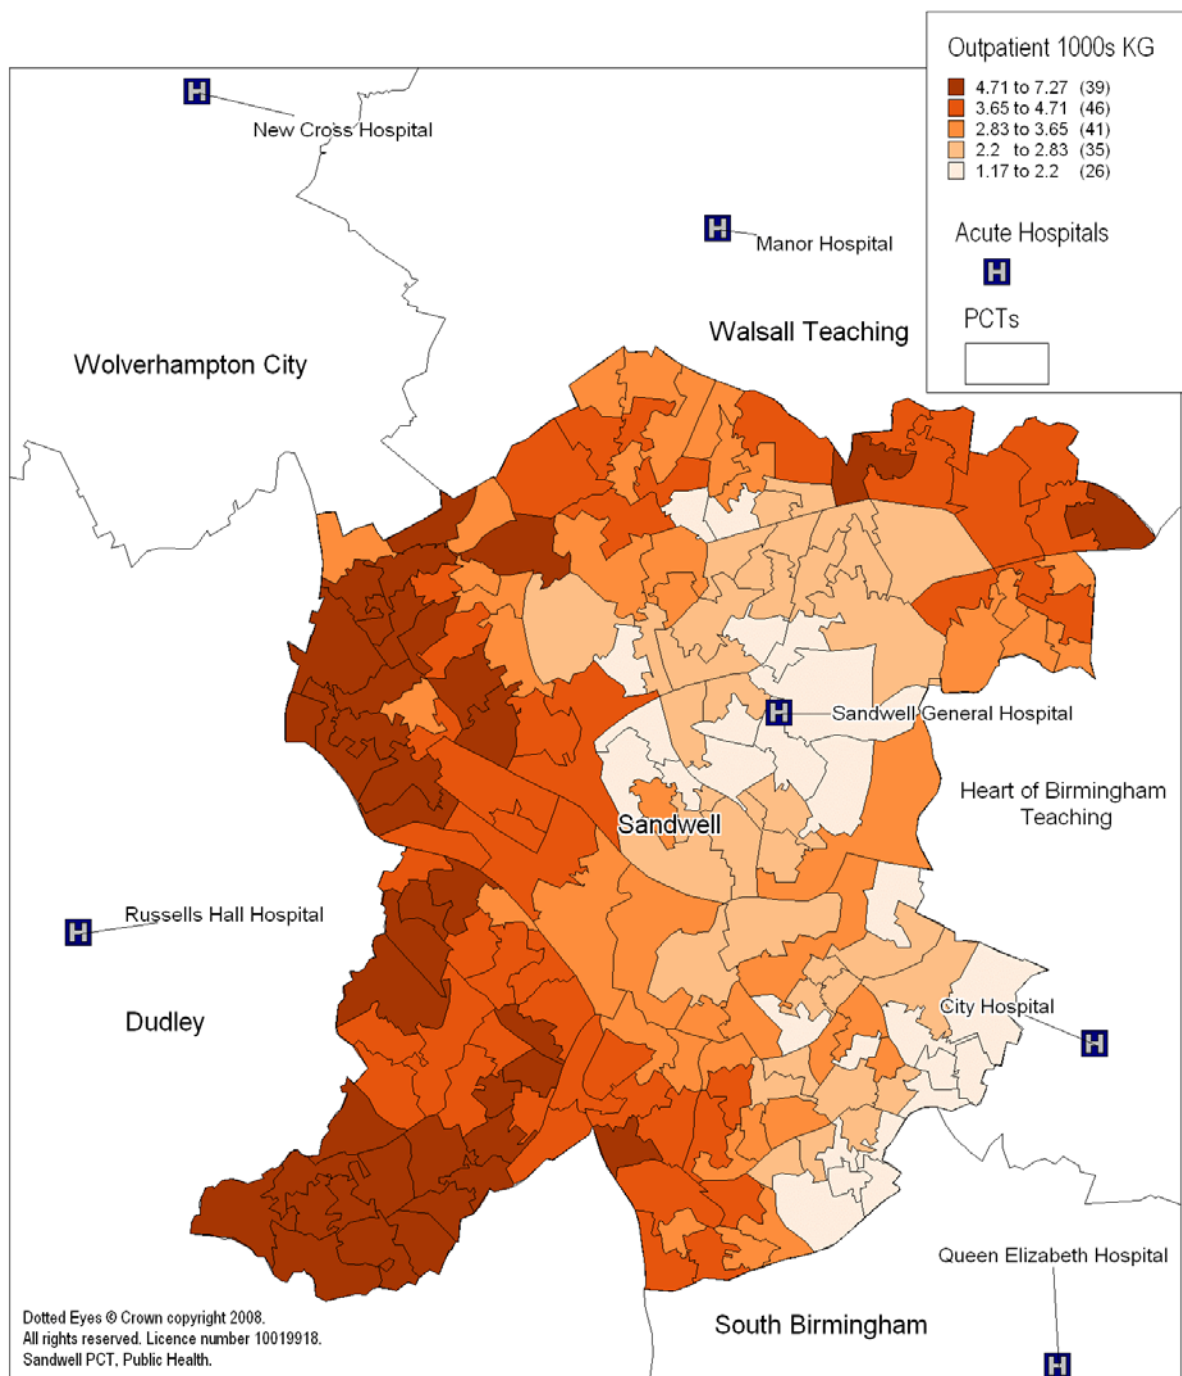 Outpatient 1000s KG
4.71 to 7.27 (39)
3.65 to 4.71 (46)
2.83 to 3.65 (41)
2.2 to 2.83 (35)
1.17 to 2.2 (26)
Acute Hospitals
H
PCTs
H
New Cross Hospital
H
Manor Hospital
Walsall Teaching
Wolverhampton City
H
Sandwell General Hospital
Heart of Birmingham
Teaching
Sandwell
Russells Hall Hospital
H
City Hospital
Dudley
H
Queen Elizabeth Hospital
South Birmingham
H
Dotted Eyes © Crown copyright 2008.
All rights reserved. Licence number 10019918.
Sandwell PCT, Public Health.